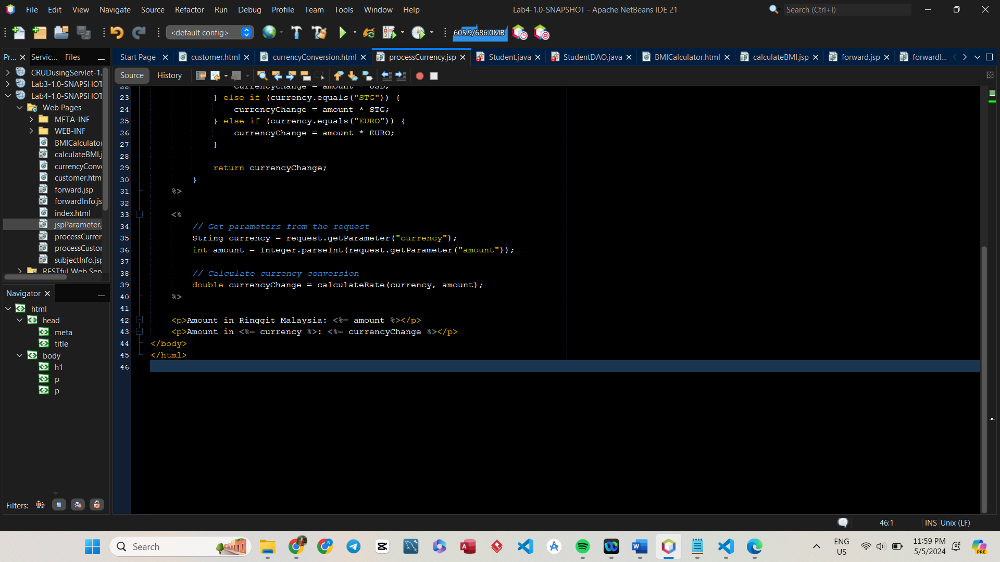 File Edit View Navigate Source Refactor Run Debug Profile Team Tools Window Help
Lab4-1.0-SNAPSHOT - Apache NetBeans IDE 21
Search (Ctrl+I)
<default config>
605.9/686.0MB
Pr... Servic... Files
Start Page customer.html currencyConversion.html processCurrency.jsp Student.java StudentDAO.java BMICalculator.html calculateBMI.jsp forward.jsp forwardI...
Source History
CRUDusingServlet-1.
Lab3-1.0-SNAPSHOT
Lab4-1.0-SNAPSHOT
Web Pages
META-INF
WEB-INF
BMICalculator
calculateBMI.j
currencyConv
customer.htm
forward.jsp
forwardInfo.js
index.html
jspParameter.
processCurren
processCustor
subjectInfo.jsp
RESTful Web Serv
22 currencyChange = amount * USD;
23 } else if (currency.equals("STG")) {
24 currencyChange = amount * STG;
25 } else if (currency.equals("EURO")) {
26 currencyChange = amount * EURO;
27 }
28
29 return currencyChange;
30 }
31 %>
32
33 <%
34 // Get parameters from the request
35 String currency = request.getParameter("currency");
36 int amount = Integer.parseInt(request.getParameter("amount"));
37
38 // Calculate currency conversion
39 double currencyChange = calculateRate(currency, amount);
40 %>
41
42 <p>Amount in Ringgit Malaysia: <%= amount %></p>
43 <p>Amount in <%= currency %>: <%= currencyChange %></p>
44 </body>
45 </html>
46
Navigator
html
head
meta
title
body
h1
p
p
Filters:
46:1 INS Unix (LF)
Search
ENG
US
11:59 PM
5/5/2024
PRE